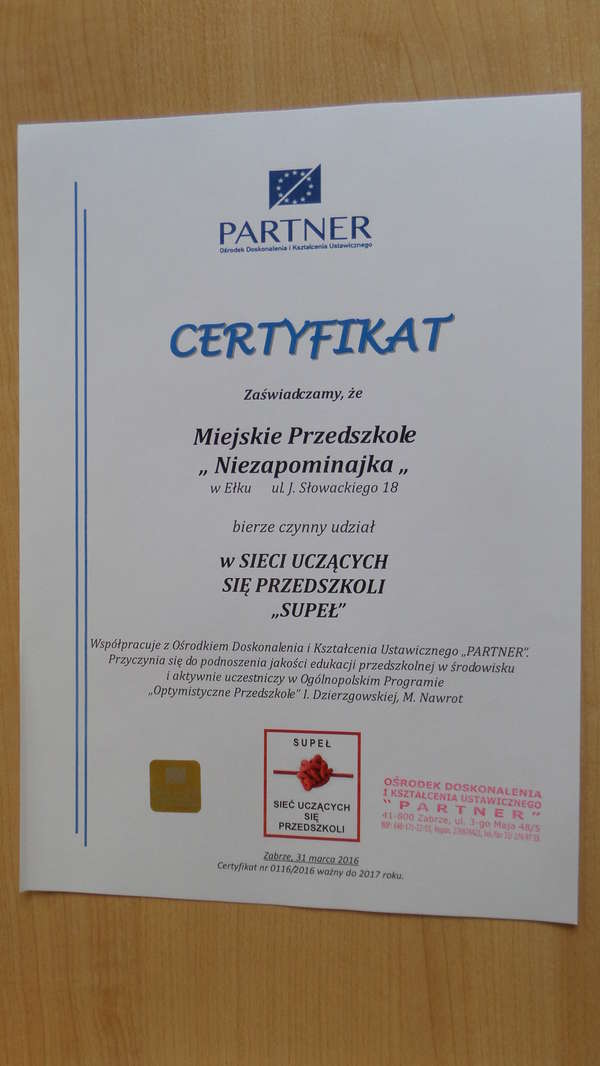 PARTNER
Ośrodek Doskonalenia i Kształcenia Ustawicznego
CERTYFIKAT
Zaświadczamy, że
Miejskie Przedszkole
„ Niezapominajka „
w Ełku ul. J. Słowackiego 18
bierze czynny udział
w SIECI UCZĄCYCH
SIĘ PRZEDSZKOLI
„SUPEŁ”
Współpracuje z Ośrodkiem Doskonalenia i Kształcenia Ustawicznego „PARTNER”.
Przyczynia się do podnoszenia jakości edukacji przedszkolnej w środowisku
i aktywnie uczestniczy w Ogólnopolskim Programie
„Optymistyczne Przedszkole” I. Dzierzgowskiej, M. Nawrot
SUPEŁ
SIEĆ UCZĄCYCH
SIĘ
PRZEDSZKOLI
OŚRODEK DOSKONALENIA
I KSZTAŁCENIA USTAWICZNEGO
" PARTNER "
41-800 Zabrze, ul. 3-go Maja 48/5
Zabrze, 31 marca 2016
Certyfikat nr 0116/2016 ważny do 2017 roku.